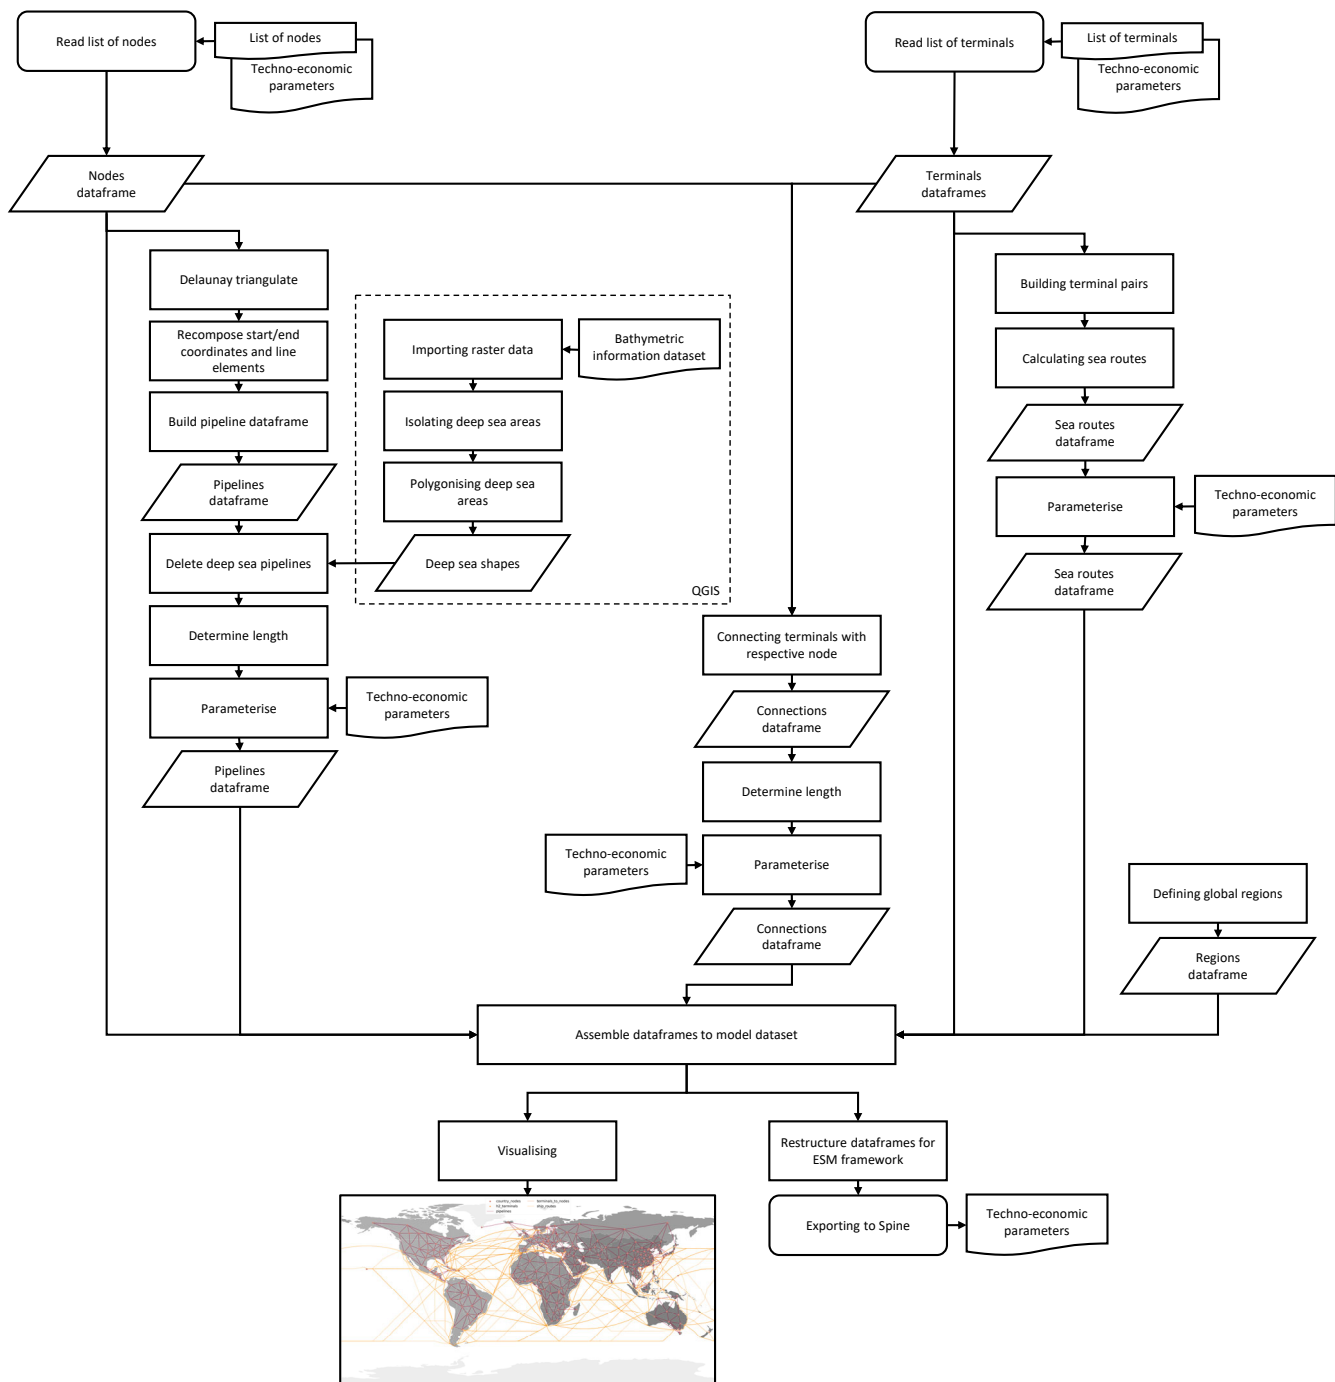 Read list of nodes
List of nodes
Techno-economic
parameters
Read list of terminals
List of terminals
Techno-economic
parameters
Nodes
dataframe
Terminals
dataframes
Delaunay triangulate
Recompose start/end
coordinates and line
elements
Build pipeline dataframe
Pipelines
dataframe
Delete deep sea pipelines
Determine length
Parameterise
Techno-economic
parameters
Pipelines
dataframe
Importing raster data
Bathymetric
information dataset
Isolating deep sea areas
Polygonising deep sea
areas
Deep sea shapes
QGIS
Connecting terminals with
respective node
Connections
dataframe
Determine length
Techno-economic
parameters
Parameterise
Connections
dataframe
Building terminal pairs
Calculating sea routes
Sea routes
dataframe
Parameterise
Techno-economic
parameters
Sea routes
dataframe
Defining global regions
Regions
dataframe
Assemble dataframes to model dataset
Visualising
Restructure dataframes for
ESM framework
Exporting to Spine
Techno-economic
parameters
country_nodes
terminals_to_nodes
pipelines
ship_routes